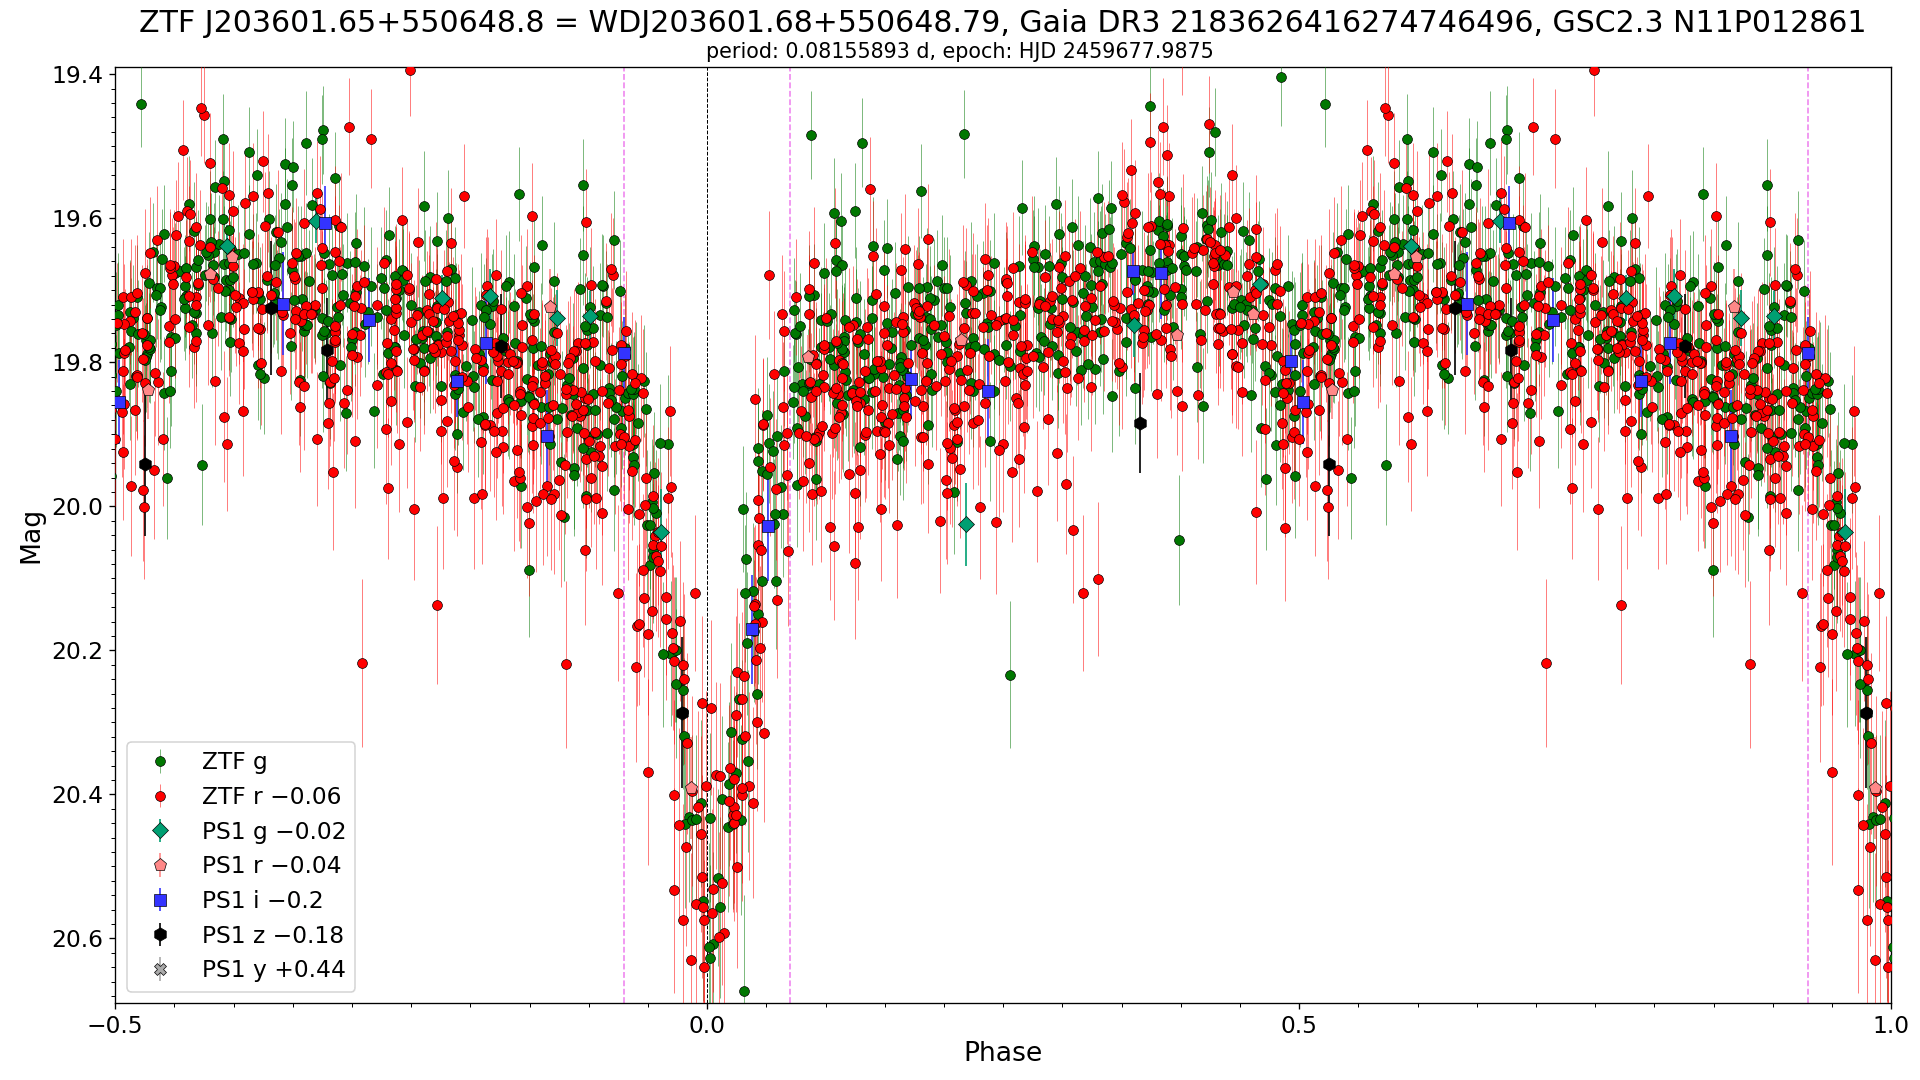 ZTF J203601.65+550648.8 = WDJ203601.68+550648.79, Gaia DR3 2183626416274746496, GSC2.3 N11P012861
period: 0.08155893 d, epoch: HJD 2459677.9875
19.4
19.6
19.8
20.0
20.2
20.4
20.6
Mag
ZTF g
ZTF r −0.06
PS1 g −0.02
PS1 r −0.04
PS1 i −0.2
PS1 z −0.18
PS1 y +0.44
−0.5
0.0
0.5
1.0
Phase